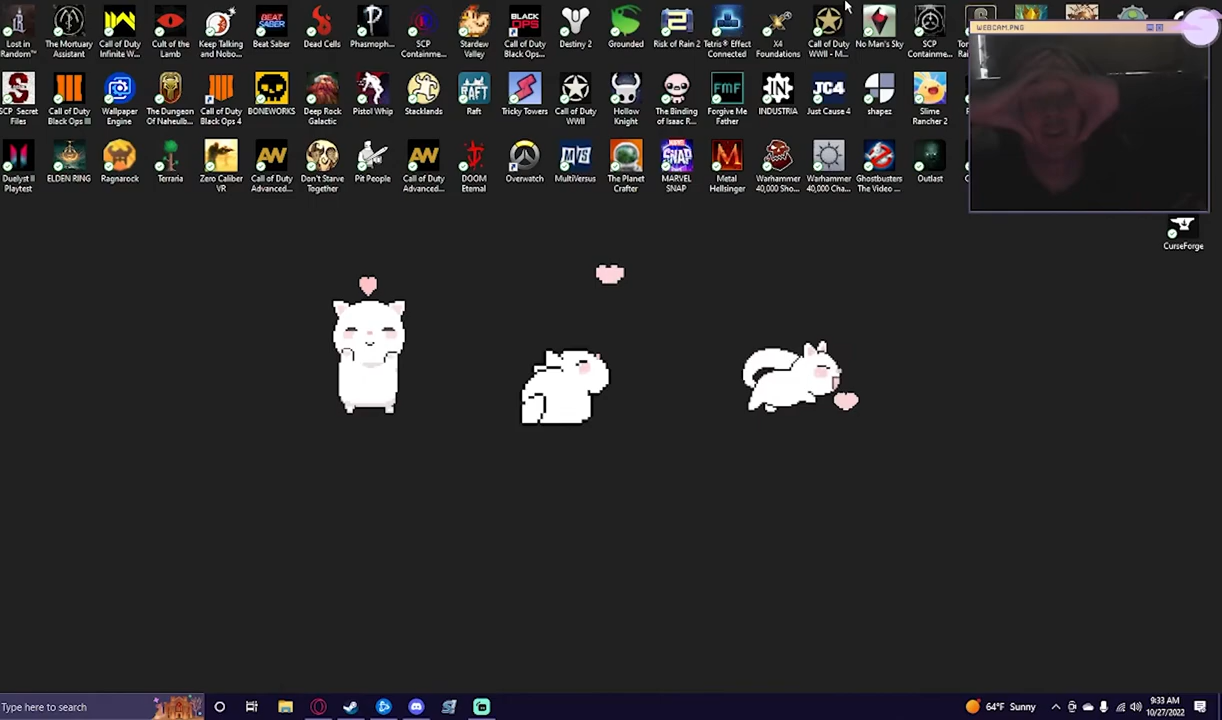 Lost in
Random™
The Mortuary
Assistant
Call of Duty
Infinite W...
Cult of the
Lamb
Keep Talking
and Nobo...
Beat Saber
Dead Cells
Phasmoph...
SCP
Containme...
Stardew
Valley
Call of Duty
Black Ops...
Destiny 2
Grounded
Risk of Rain 2
Tetris® Effect
Connected
X4
Foundations
Call of Duty
WWII - M...
No Man's Sky
SCP
Containme...
WEBCAM.PNG
SCP Secret
Files
Call of Duty
Black Ops III
Wallpaper
Engine
The Dungeon
Of Naheulb...
Call of Duty
Black Ops 4
BONEWORKS
Deep Rock
Galactic
Pistol Whip
Stacklands
Raft
Tricky Towers
Call of Duty
WWII
Hollow
Knight
The Binding
of Isaac R...
Forgive Me
Father
INDUSTRIA
Just Cause 4
shapez
Slime
Rancher 2
Duelyst II
Playtest
ELDEN RING
Ragnarock
Terraria
Zero Caliber
VR
Call of Duty
Advanced...
Don't Starve
Together
Pit People
Call of Duty
Advanced...
DOOM
Eternal
Overwatch
MultiVersus
The Planet
Crafter
MARVEL
SNAP
Metal
Hellsinger
Warhammer
40,000 Sho...
Warhammer
40,000 Cha...
Ghostbusters
The Video ...
Outlast
CurseForge
Type here to search
64°F Sunny
9:33 AM
10/27/2022